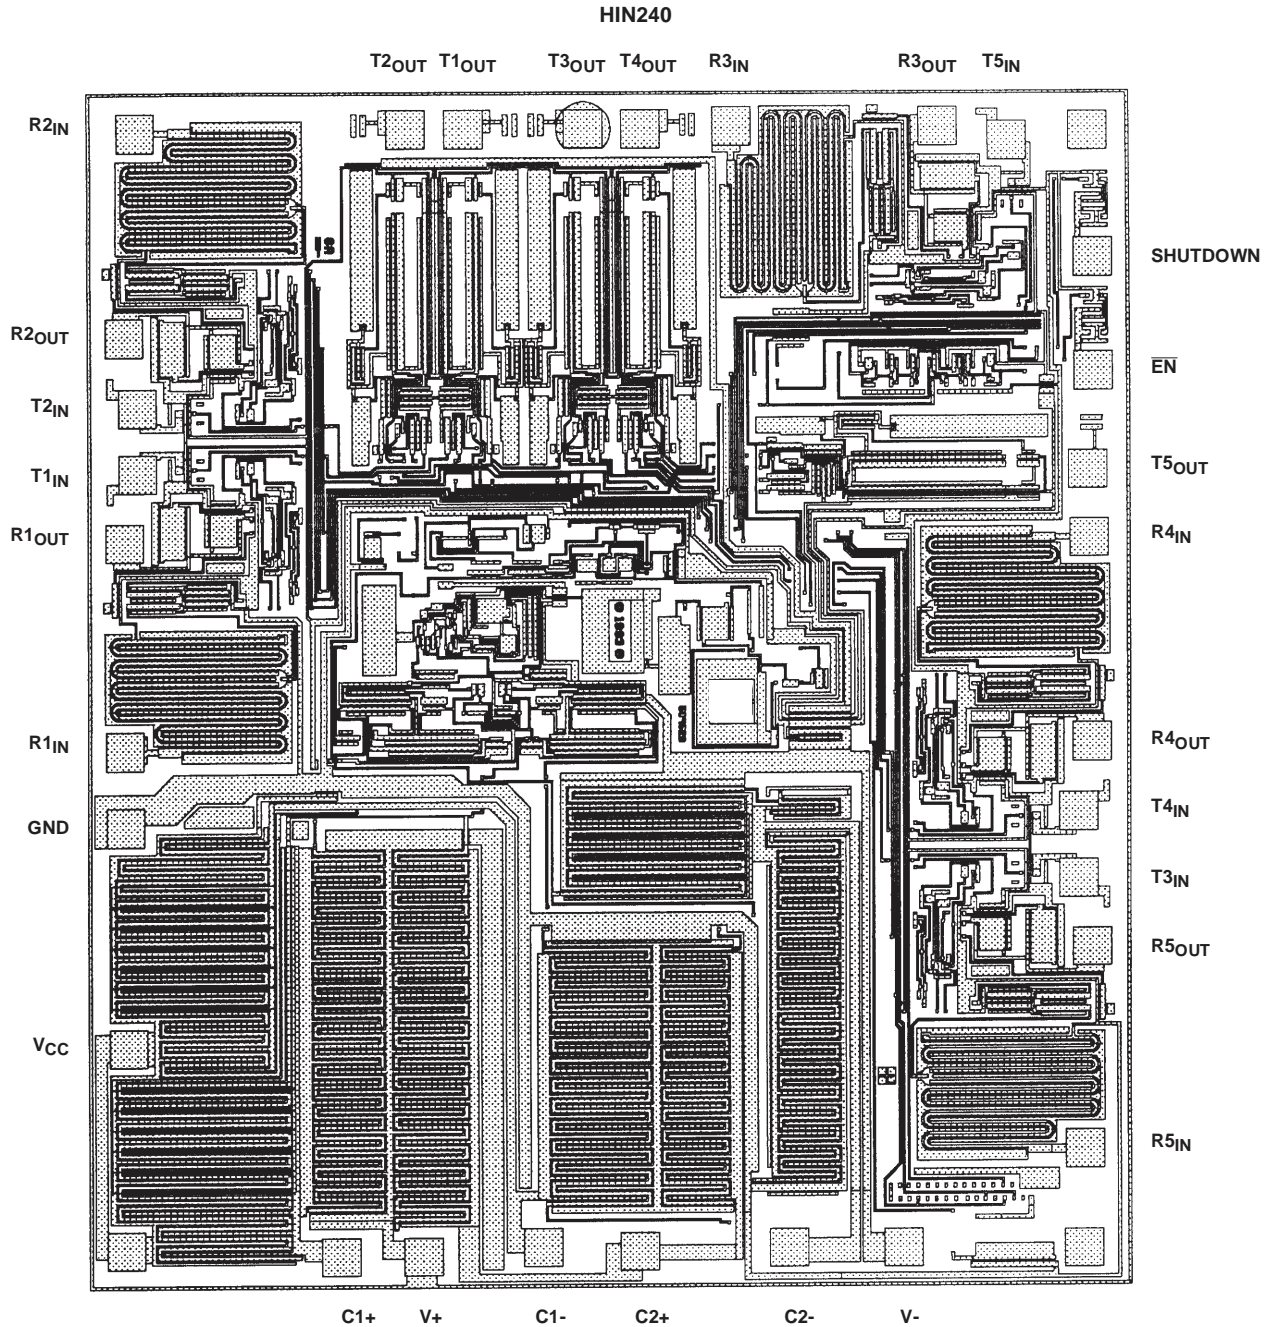 HIN240
T2OUT T1OUT T3OUT T4OUT R3IN R3OUT T5IN
R2IN
SHUTDOWN
R2OUT
EN
T2IN
T1IN
T5OUT
R1OUT
R4IN
R1IN
R4OUT
T4IN
GND
T3IN
R5OUT
VCC
R5IN
C1+ V+ C1- C2+ C2- V-